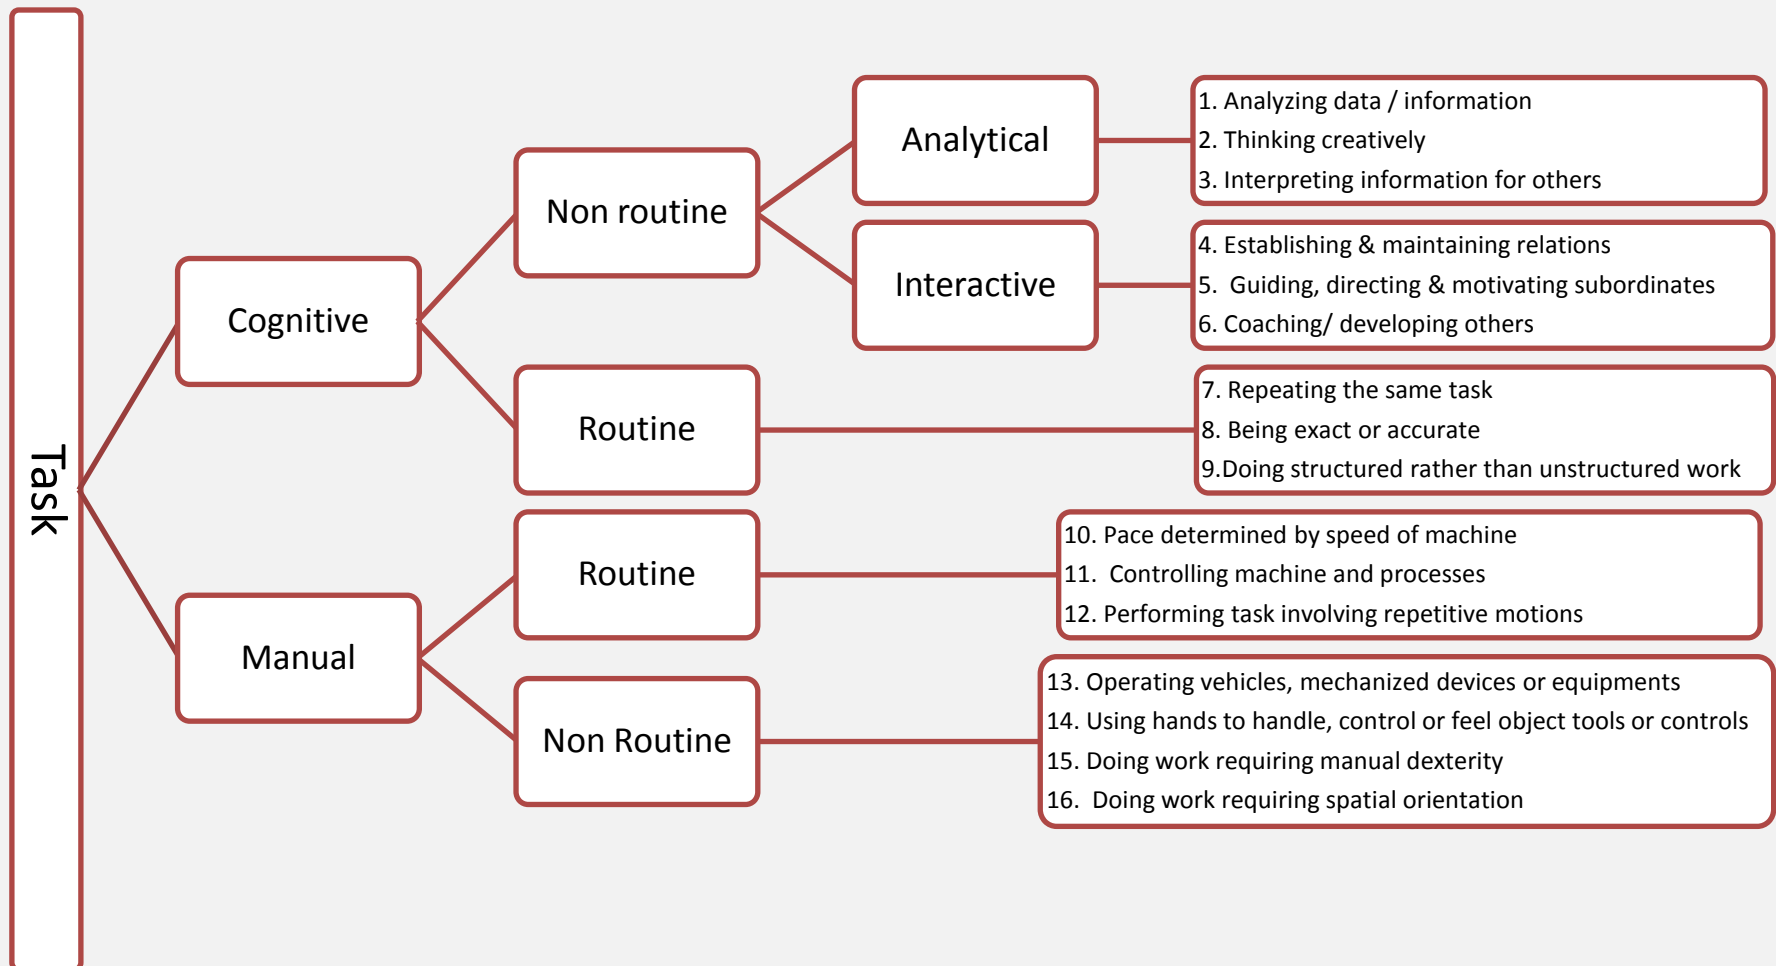 Task
Cognitive
Non routine
Analytical
1. Analyzing data / information
2. Thinking creatively
3. Interpreting information for others
Interactive
4. Establishing & maintaining relations
5.  Guiding, directing & motivating subordinates
6. Coaching/ developing others
Routine
7. Repeating the same task
8. Being exact or accurate
9.Doing structured rather than unstructured work
Manual
Routine
10. Pace determined by speed of machine
11.  Controlling machine and processes
12. Performing task involving repetitive motions
Non Routine
13. Operating vehicles, mechanized devices or equipments
14. Using hands to handle, control or feel object tools or controls
15. Doing work requiring manual dexterity
16.  Doing work requiring spatial orientation